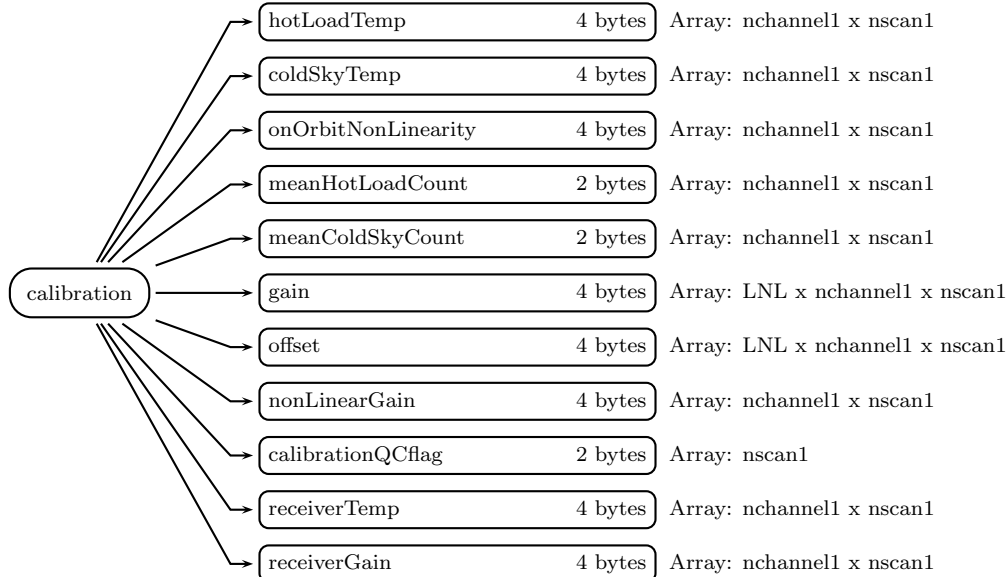 hotLoadTemp 4 bytes Array: nchannel1 x nscan1
coldSkyTemp 4 bytes Array: nchannel1 x nscan1
onOrbitNonLinearity 4 bytes Array: nchannel1 x nscan1
meanHotLoadCount 2 bytes Array: nchannel1 x nscan1
meanColdSkyCount 2 bytes Array: nchannel1 x nscan1
calibration gain 4 bytes Array: LNL x nchannel1 x nscan1
offset 4 bytes Array: LNL x nchannel1 x nscan1
nonLinearGain 4 bytes Array: nchannel1 x nscan1
calibrationQCflag 2 bytes Array: nscan1
receiverTemp 4 bytes Array: nchannel1 x nscan1
receiverGain 4 bytes Array: nchannel1 x nscan1